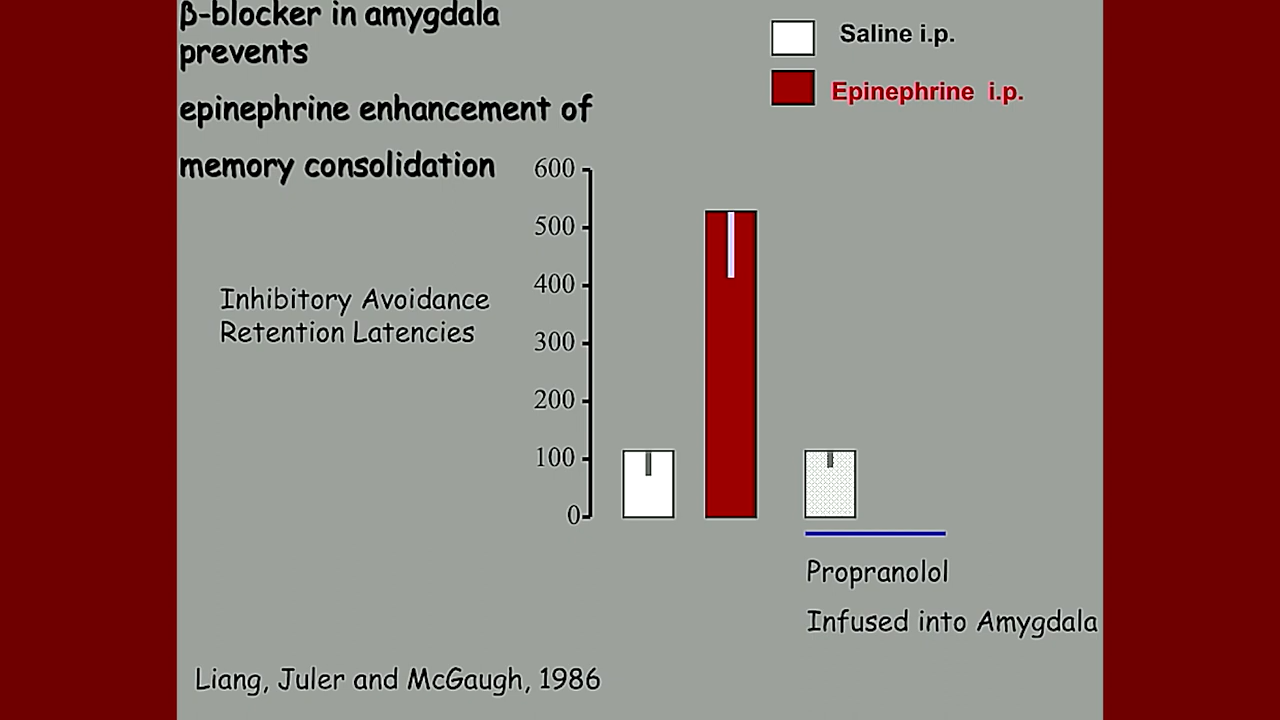 β-blocker in amygdala
prevents
epinephrine enhancement of
memory consolidation
Saline i.p.
Epinephrine i.p.
600
500
400
300
200
100
0
Inhibitory Avoidance
Retention Latencies
Propranolol
Infused into Amygdala
Liang, Juler and McGaugh, 1986